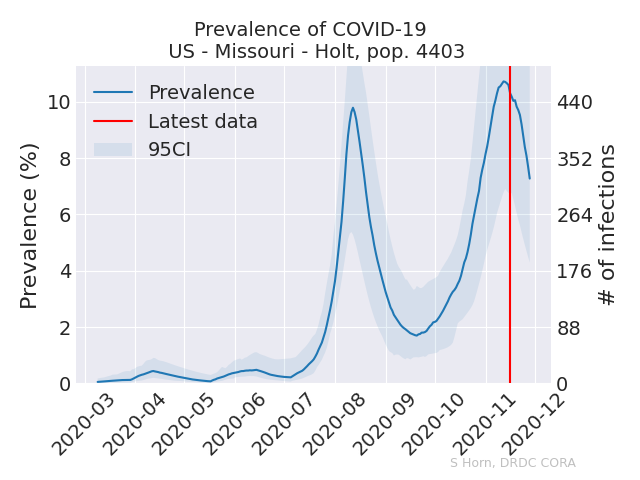 Prevalence of COVID-19
US - Missouri - Holt, pop. 4403
Prevalence
Latest data
95CI
Prevalence (%)
10
8
6
4
2
0
# of infections
440
352
264
176
88
0
2020-03
2020-04
2020-05
2020-06
2020-07
2020-08
2020-09
2020-10
2020-11
2020-12
S Horn, DRDC CORA